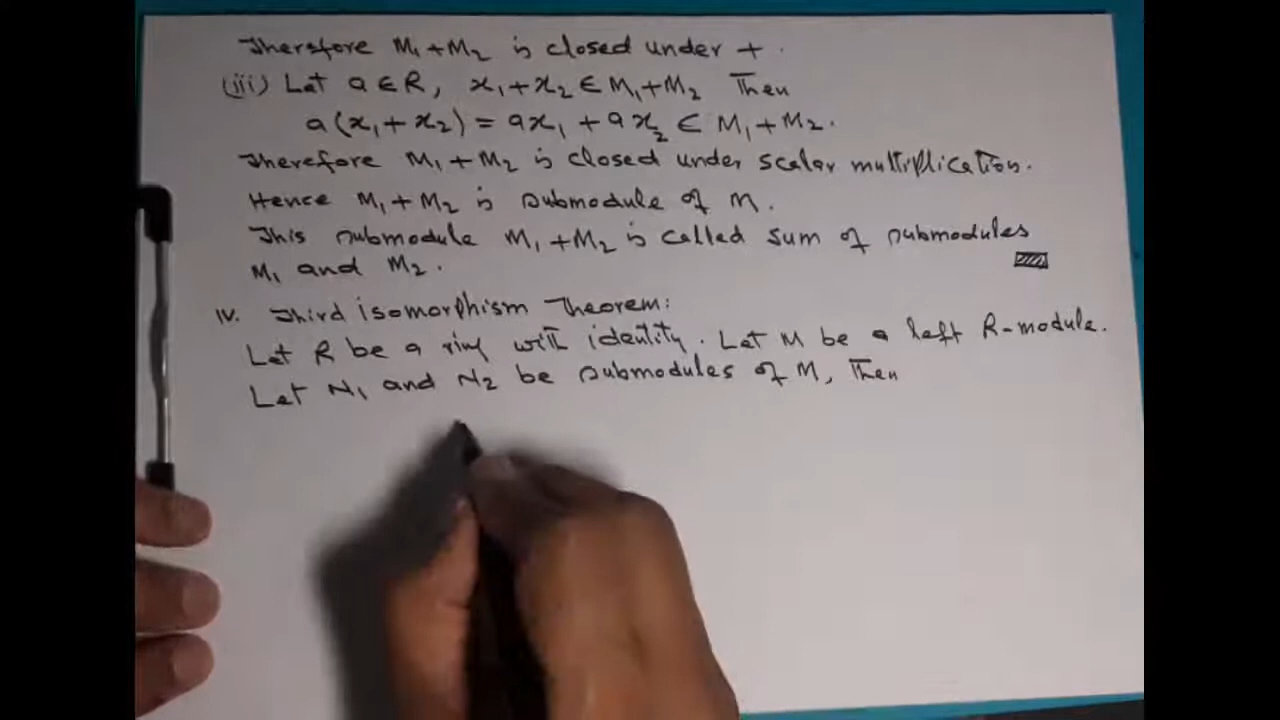 Therefore M₁+M₂ is closed under + .
(iii) Let a ∈ R, x₁+x₂ ∈ M₁+M₂ Then
a(x₁+x₂) = ax₁ + ax₂ ∈ M₁+M₂.
Therefore M₁+M₂ is closed under scalar multiplication.
Hence M₁+M₂ is submodule of M.
This submodule M₁+M₂ is called sum of submodules
M₁ and M₂.
IV. Third isomorphism Theorem:
Let R be a ring with identity. Let M be a left R-module.
Let N₁ and N₂ be submodules of M, Then